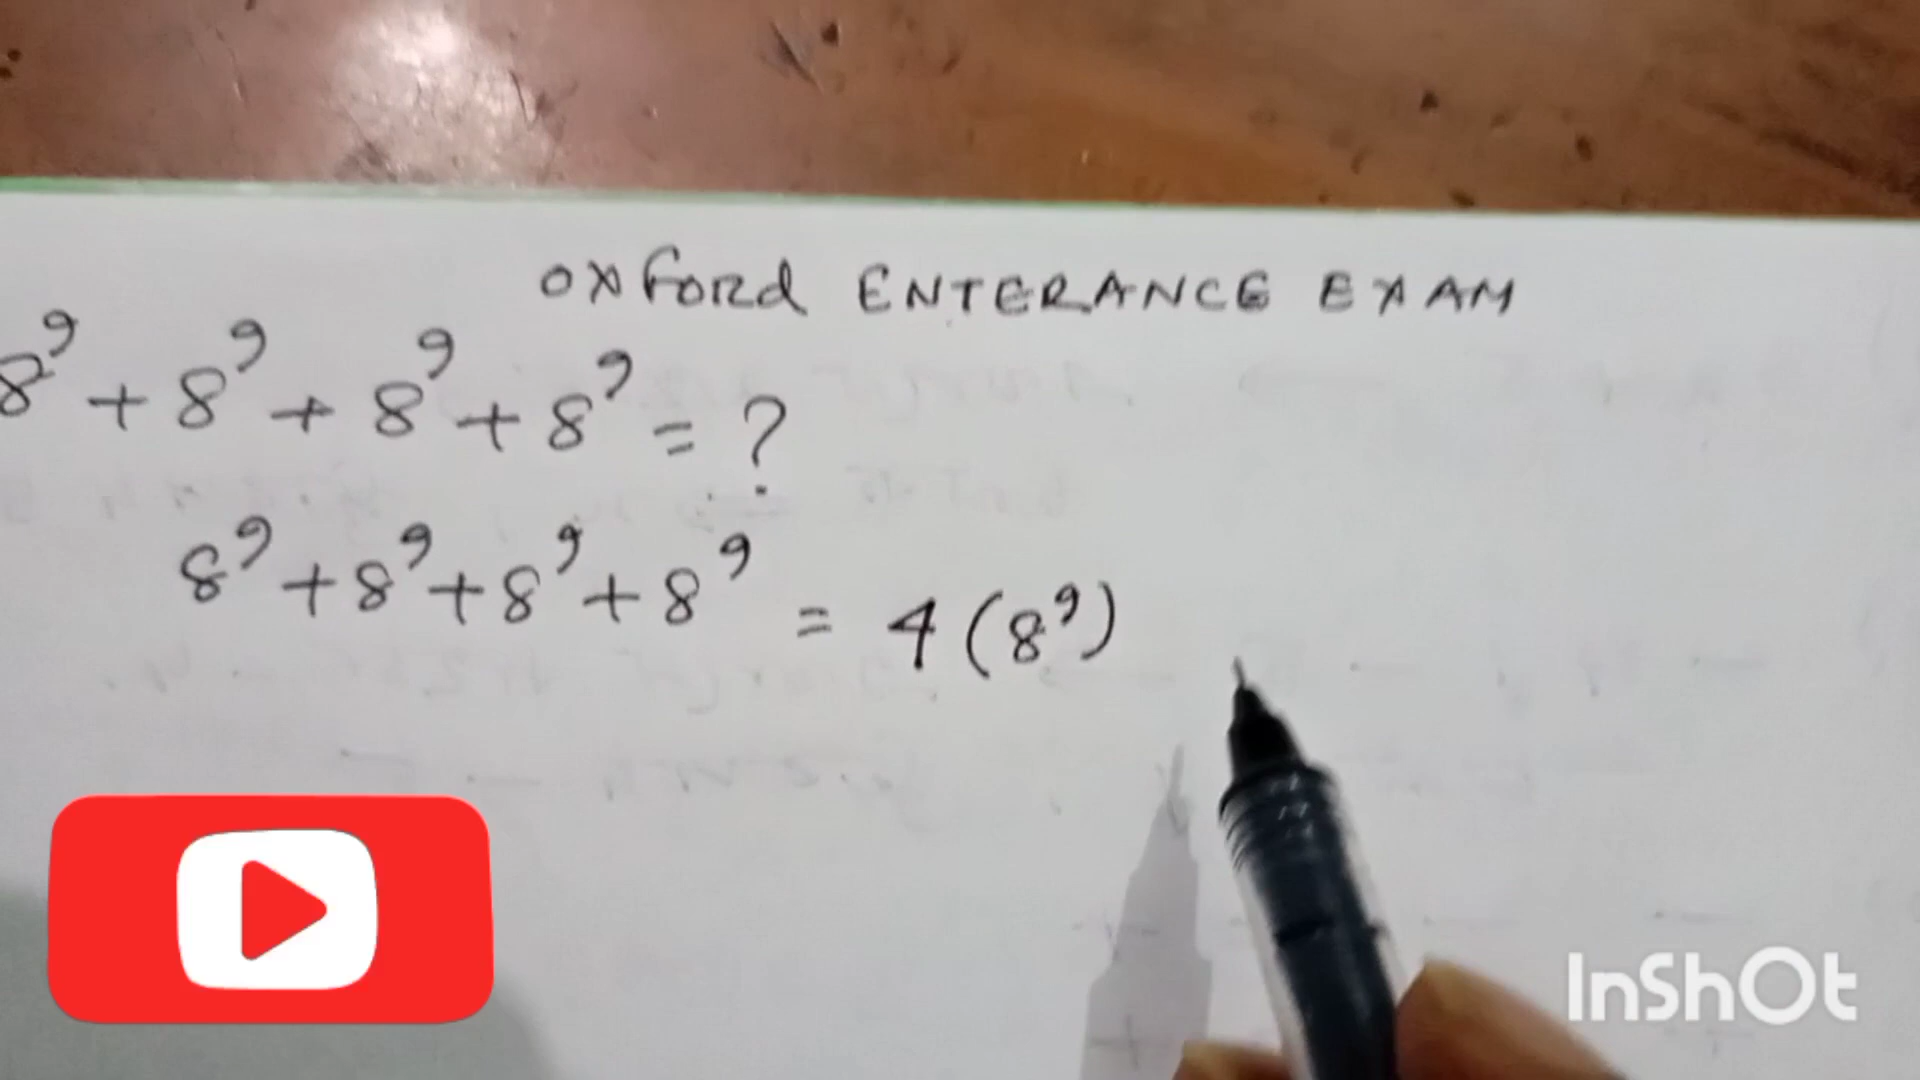 OXFORD ENTERANCE EXAM
8⁹ + 8⁹ + 8⁹ + 8⁹ = ?
8⁹ + 8⁹ + 8⁹ + 8⁹ = 4(8⁹)
InShOt